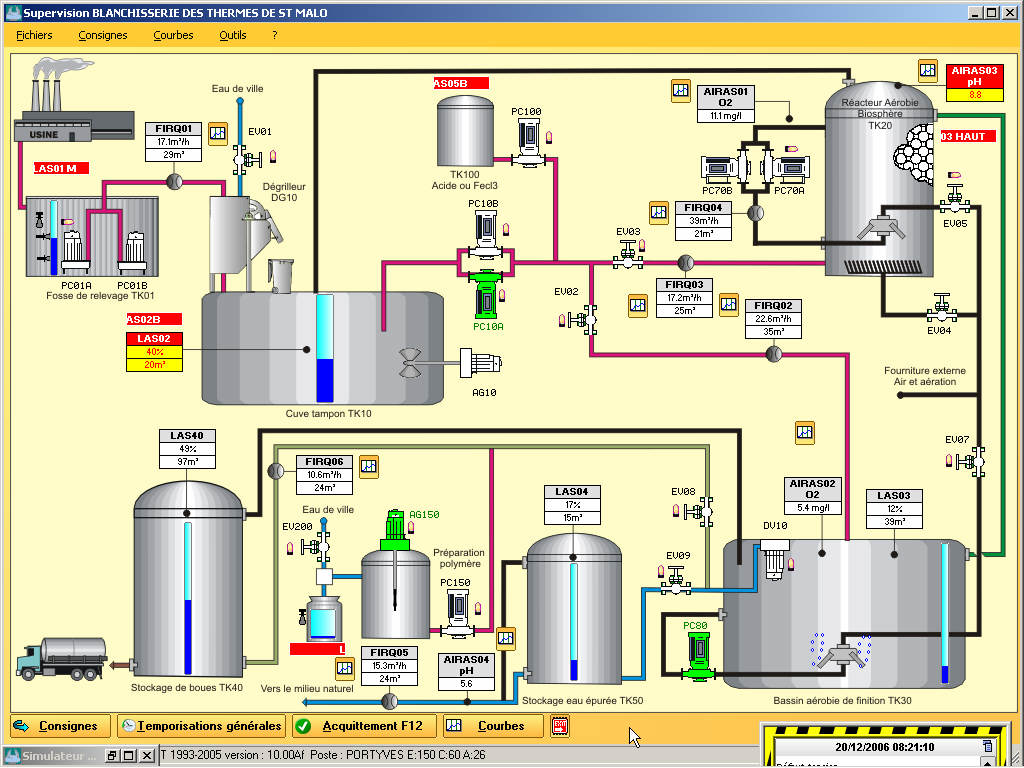 Supervision BLANCHISSERIE DES THERMES DE ST MALO
Fichiers Consignes Courbes Outils ?
USINE
LAS01 M
FIRQ01
17.1m³/h
29m³
Eau de ville
EV01
Dégrilleur
DG10
PC01A PC01B
Fosse de relevage TK01
AS05B
PC100
TK100
Acide ou Fecl3
AIRAS01
O2
11.1 mg/l
AIRAS03
pH
8.8
Réacteur Aérobie
Biosphère
TK20
03 HAUT
PC70B PC70A
FIRQ04
39m³/h
21m³
EV05
PC10B
PC10A
EV03
EV02
FIRQ03
17.2m³/h
25m³
FIRQ02
22.6m³/h
35m³
EV04
AS02B
LAS02
40%
20m³
AG10
Cuve tampon TK10
Fourniture externe
Air et aération
EV07
LAS40
49%
97m³
FIRQ06
10.6m³/h
24m³
Eau de ville
EV200
AG150
Préparation
polymère
PC150
L
LAS04
17%
15m³
EV08
EV09
AIRAS02
O2
5.4 mg/l
LAS03
12%
39m³
DV10
PC80
FIRQ05
15.3m³/h
24m³
AIRAS04
pH
5.6
Stockage de boues TK40
Vers le milieu naturel
Stockage eau épurée TK50
Bassin aérobie de finition TK30
Consignes Temporisations générales Acquittement F12 Courbes
EXIT
20/12/2006 08:21:10
Simulateur ...
T 1993-2005 version : 10.00Af Poste : PORTYVES E:150 C:60 A:26